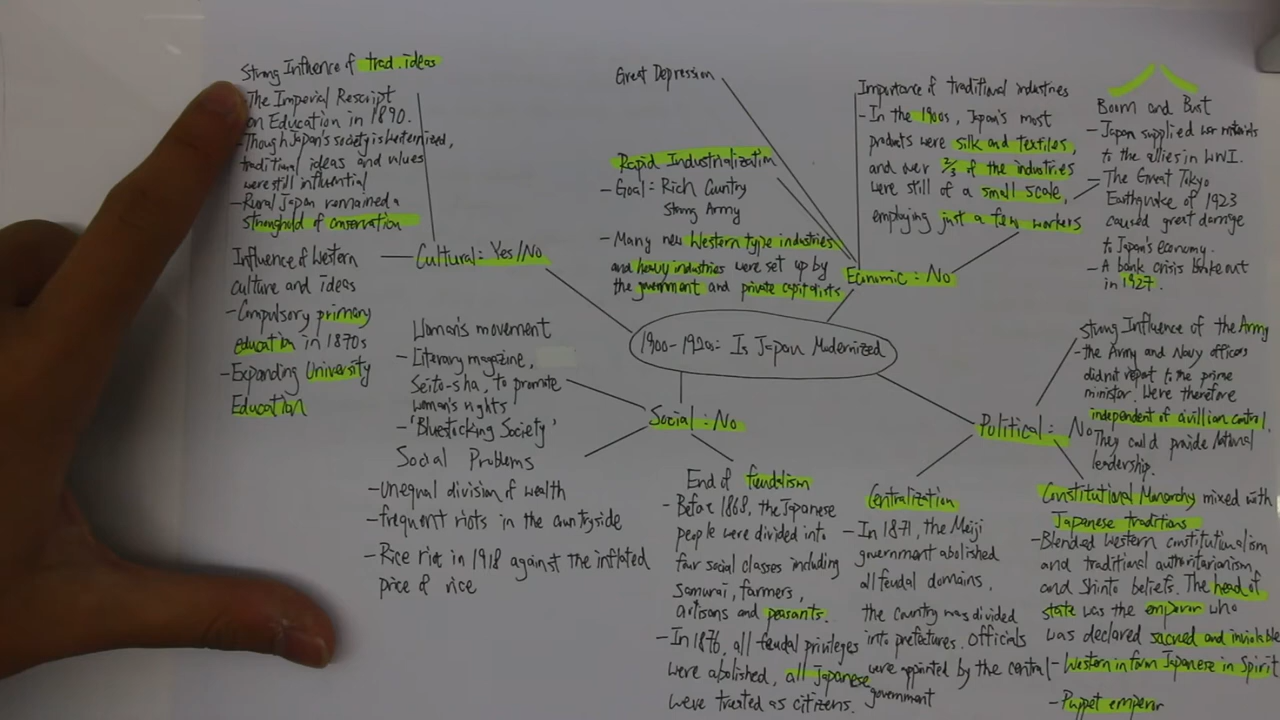 Strong Influence of trad. ideas
-The Imperial Rescript
on Education in 1890.
-Though Japan's society is westernized,
traditional ideas and values
were still influential
-Rural Japan remained a
stronghold of conservation
Influence of Western
culture and ideas
-Compulsory primary
education in 1870s
-Expanding University
Education
Cultural: Yes/No
Great Depression
Rapid Industrialization
- Goal= Rich Country
Strong Army
- Many new Western type industries
and heavy industries were set up by
the government and private capitalists
Importance of traditional industries
- In the 1900s, Japan's most
products were silk and textiles,
and over 2/3 of the industries
were still of a small scale,
employing just a few workers
Boom and Bust
- Japan supplied war materials
to the allies in WWI.
- The Great Tokyo
Earthquake of 1923
caused great damage
to Japan's economy.
- A bank crisis broke out
in 1927.
Economic: No
1900-1920= Is Japan Modernized
Woman's movement
- Literary magazine,
Seito-sha, to promote
woman's rights
- 'Bluestocking Society'
Social Problems
-unequal division of wealth
-frequent riots in the countryside
- Rice riot in 1918 against the inflated
price of rice
Social: No
End of feudalism
- Before 1868, the Japanese
people were divided into
four social classes including
Samurai, farmers,
artisans and peasants.
- In 1876, all feudal privileges
were abolished, all Japanese
were treated as citizens.
Political: No
Centralization
- In 1871, the Meiji
government abolished
all feudal domains.
the country was divided
into prefectures. Officials
were appointed by the central
government
Strong Influence of the Army
- the Army and Navy officers
didn't report to the prime
minister. Were therefore
independent of civillian control.
They could provide National
leadership.
Constitutional Monarchy mixed with
Japanese traditions
- Blended western constitutionalism
and traditional authoritarianism,
and Shinto beliefs. The head of
state was the emperor who
was declared sacred and inviolable
- Western in form Japanese in Spirit
- Puppet emperor